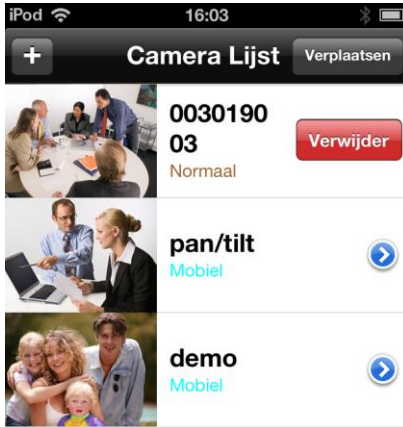 iPod 16:03
+ Camera Lijst Verplaatsen
0030190
03
Verwijder
Normaal
pan/tilt
Mobiel
demo
Mobiel